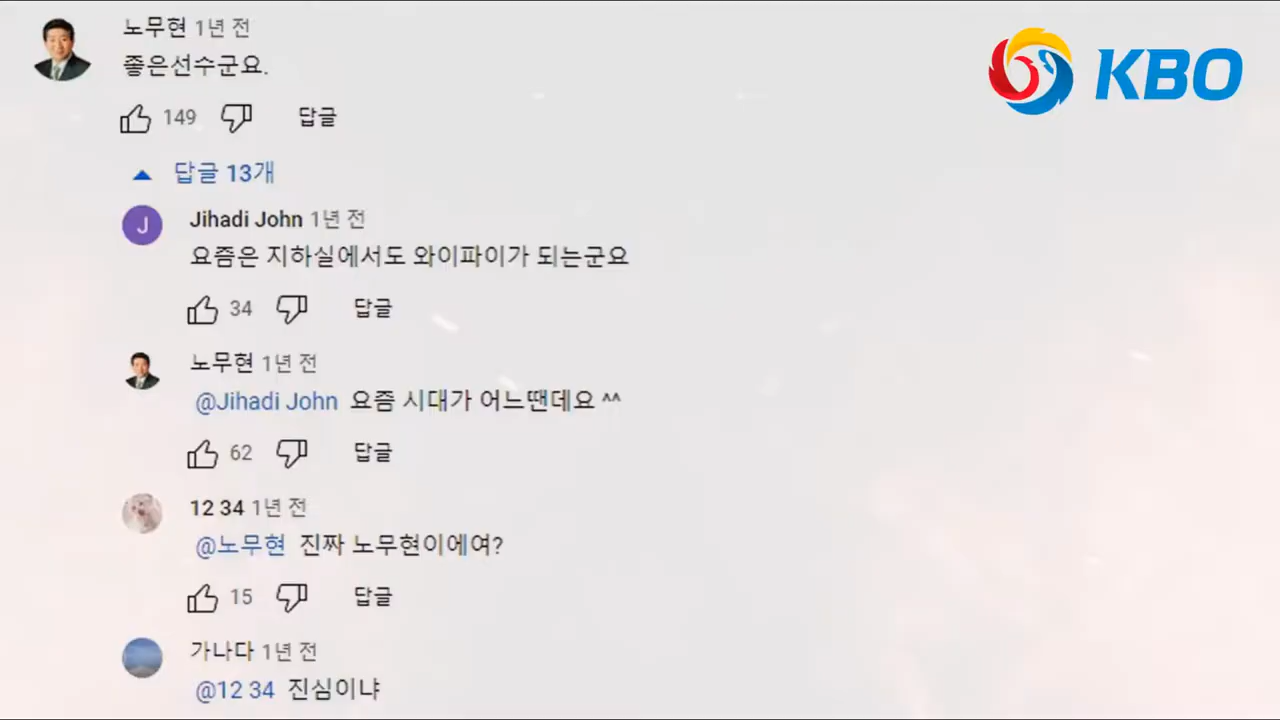 노무현 1년 전
좋은선수군요.
149 답글
답글 13개
KBO
J
Jihadi John 1년 전
요즘은 지하실에서도 와이파이가 되는군요
34 답글
노무현 1년 전
@Jihadi John 요즘 시대가 어느땐데요 ^^
62 답글
12 34 1년 전
@노무현 진짜 노무현이에여?
15 답글
가나다 1년 전
@12 34 진심이냐